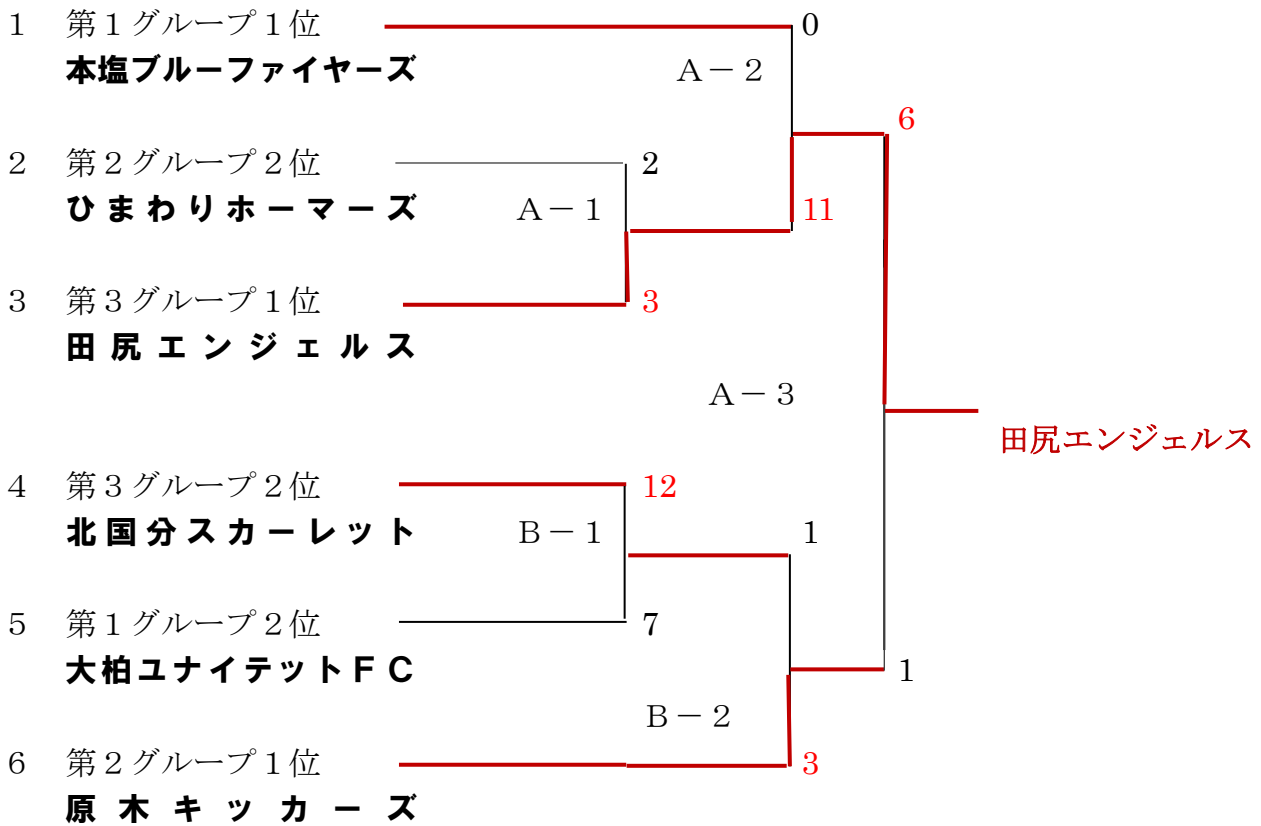 1 第1グループ1位
0
本塩ブルーファイヤーズ
A－2
6
2 第2グループ2位
2
ひまわりホーマーズ
A－1
11
3 第3グループ1位
3
田尻エンジェルス
A－3
田尻エンジェルス
4 第3グループ2位
12
北国分スカーレット
B－1
1
5 第1グループ2位
7
大柏ユナイテットFC
1
B－2
6 第2グループ1位
3
原木キッカーズ